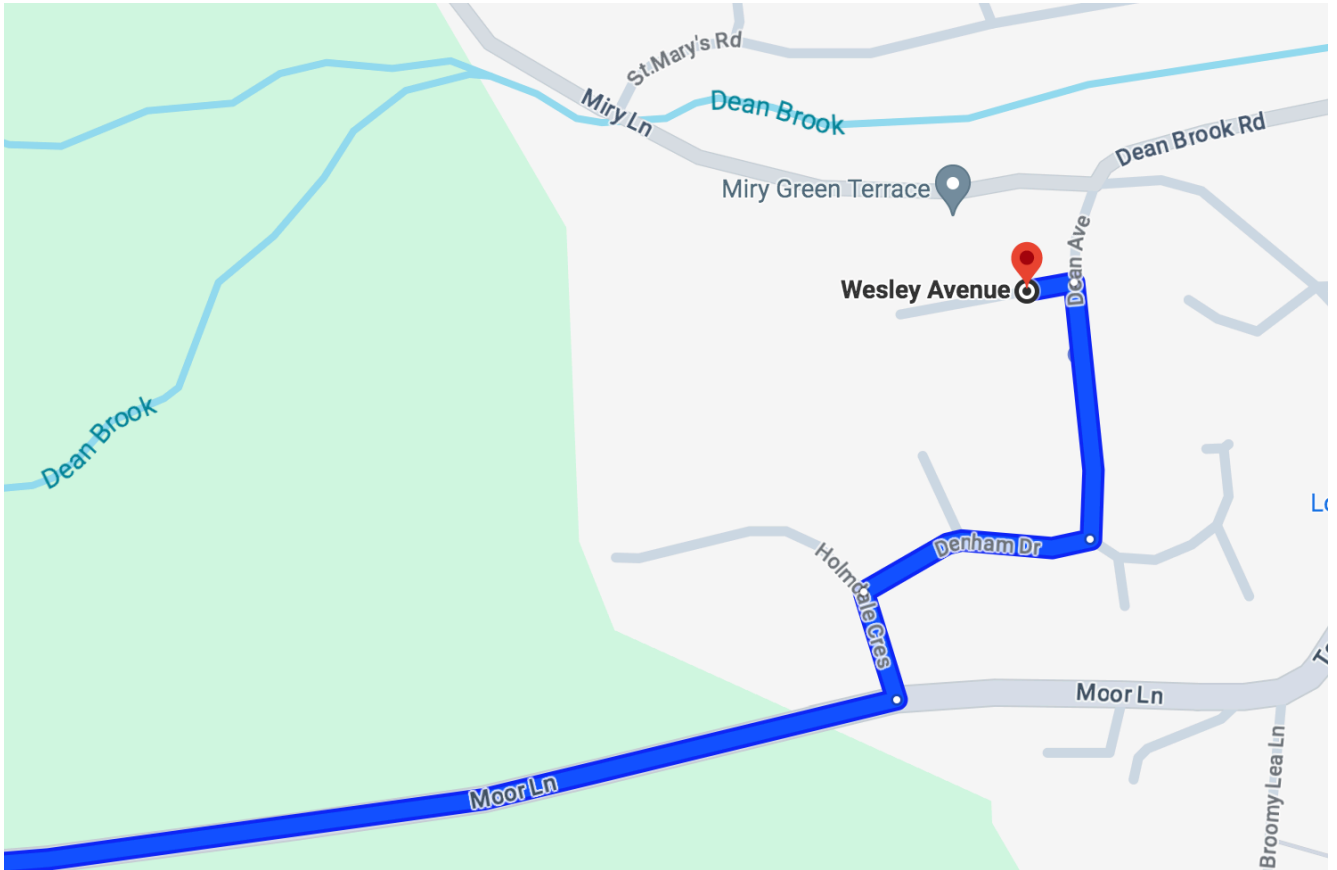 St.Mary's Rd
Miry Ln
Dean Brook
Dean Brook Rd
Miry Green Terrace
Dean Ave
Wesley Avenue
Dean Brook
Holmdale Cres
Denham Dr
Moor Ln
Moor Ln
Broomy Lea Ln